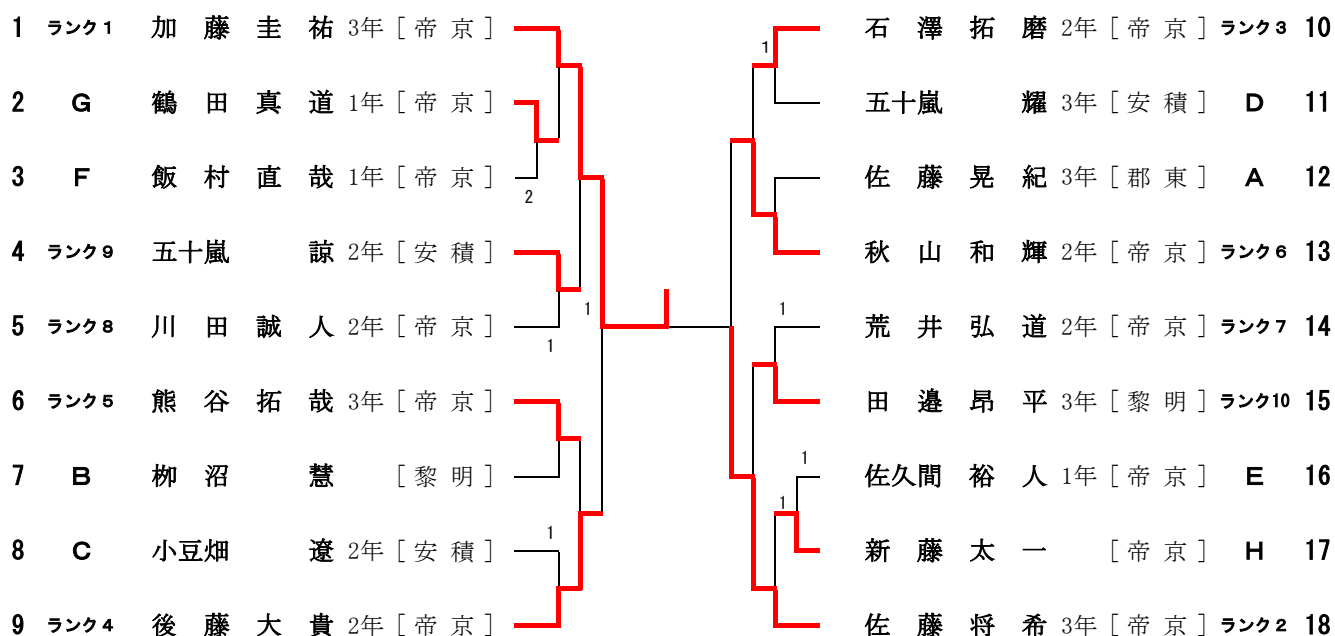 1 ランク1 加藤圭祐 3年 [帝京]
2 G 鶴田真道 1年 [帝京]
3 F 飯村直哉 1年 [帝京]
2
4 ランク9 五十嵐 諒 2年 [安積]
1
5 ランク8 川田誠人 2年 [帝京]
1
6 ランク5 熊谷拓哉 3年 [帝京]
7 B 栁沼 慧 [黎明]
1
8 C 小豆畑 遼 2年 [安積]
9 ランク4 後藤大貴 2年 [帝京]
石澤拓磨 2年 [帝京] ランク3 10
1
五十嵐 耀 3年 [安積] D 11
佐藤晃紀 3年 [郡東] A 12
秋山和輝 2年 [帝京] ランク6 13
1
荒井弘道 2年 [帝京] ランク7 14
田邉昂平 3年 [黎明] ランク10 15
1
佐久間裕人 1年 [帝京] E 16
1
新藤太一 [帝京] H 17
佐藤将希 3年 [帝京] ランク2 18